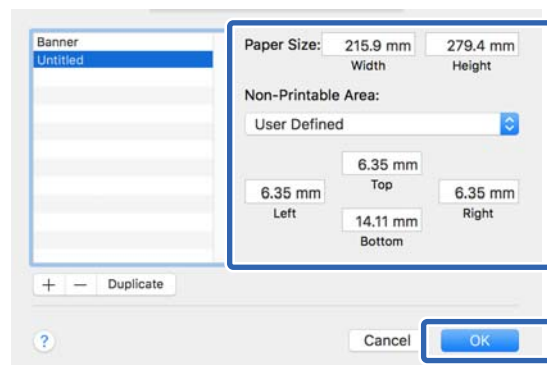 Banner
Untitled
Paper Size: 215.9 mm 279.4 mm
Width Height
Non-Printable Area:
User Defined
6.35 mm
Top
6.35 mm 6.35 mm
Left Right
14.11 mm
Bottom
+ − Duplicate
? Cancel OK